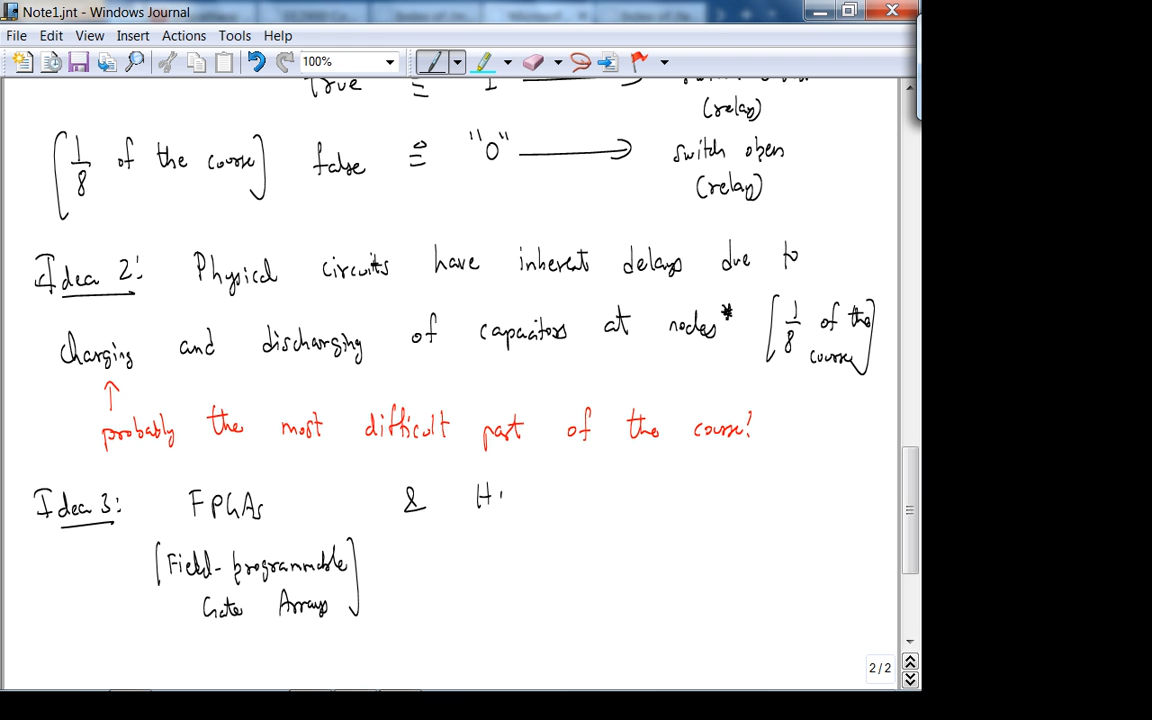 Note1.jnt - Windows Journal
File Edit View Insert Actions Tools Help
100%
True ≡ 1
(relay)
[1/8 of the course] false ≡ "0" → switch open
(relay)
Idea 2: Physical circuits have inherent delays due to
charging and discharging of capacitors at nodes* [1/8 of the
course]
↑
probably the most difficult part of the course!
Idea 3: FPGAs & H
[Field-programmable
Gate Arrays]
2/2